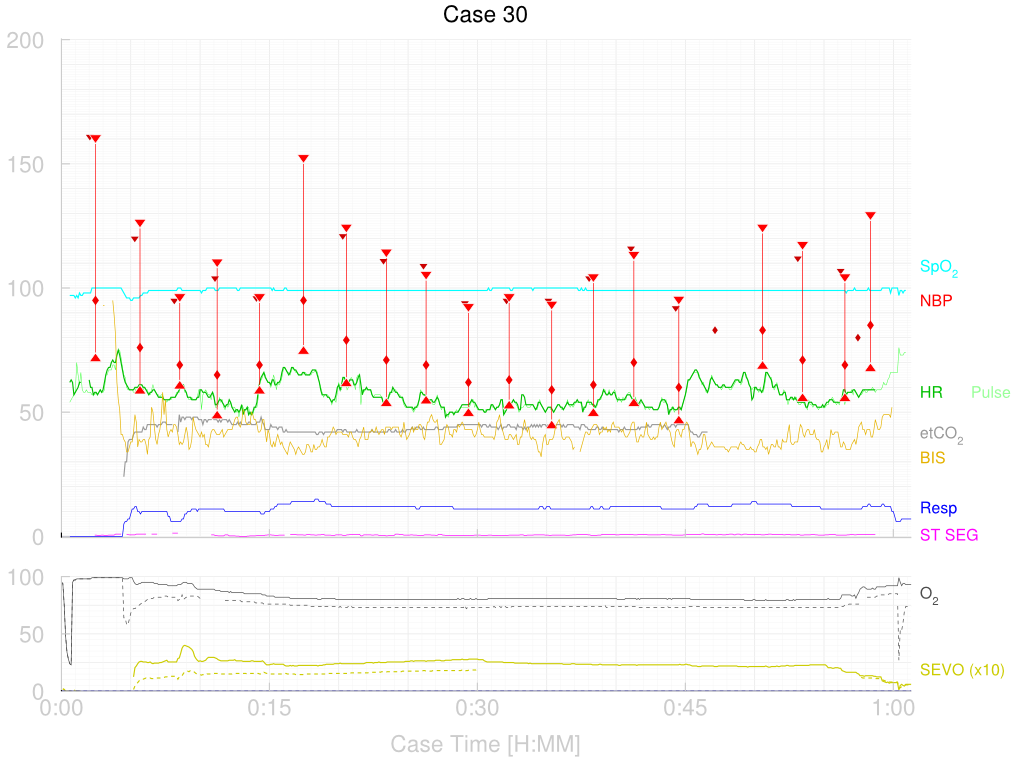 Case 30
200
150
100
50
0
SpO2
NBP
HR Pulse
etCO2
BIS
Resp
ST SEG
100
50
0
O2
SEVO (x10)
0:00 0:15 0:30 0:45 1:00
Case Time [H:MM]